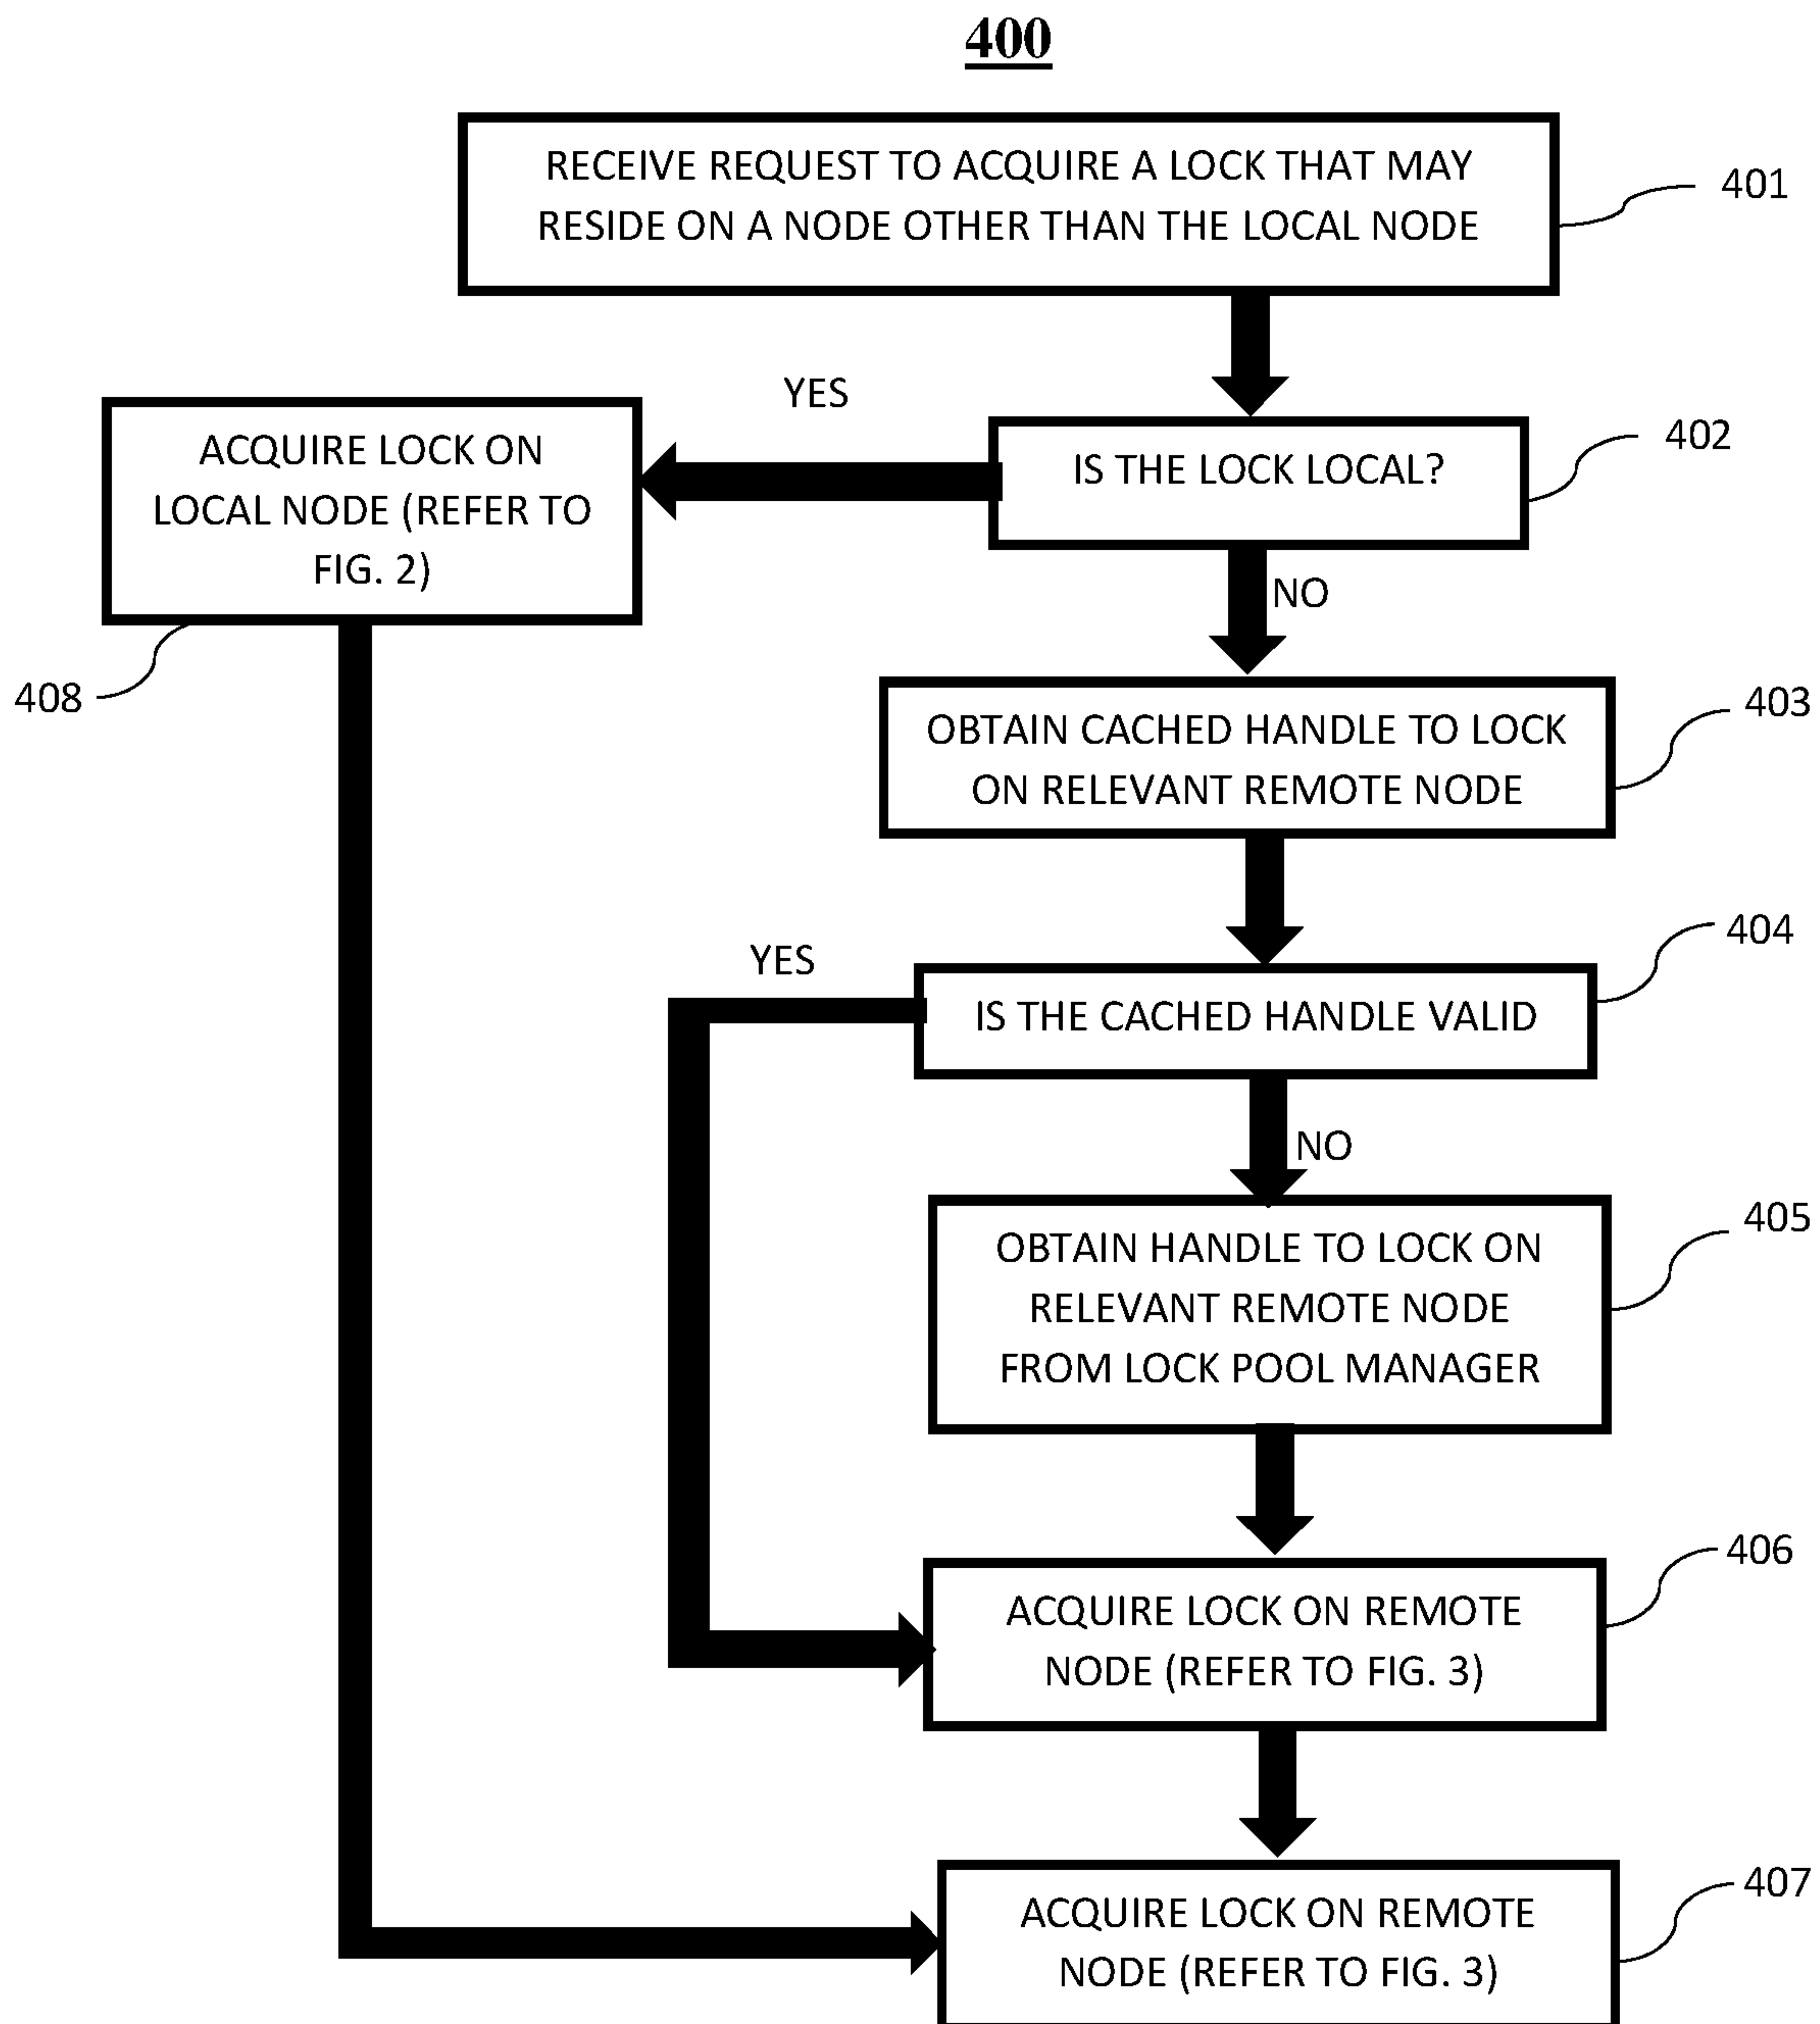 400
RECEIVE REQUEST TO ACQUIRE A LOCK THAT MAY
RESIDE ON A NODE OTHER THAN THE LOCAL NODE
401
YES
IS THE LOCK LOCAL?
402
ACQUIRE LOCK ON
LOCAL NODE (REFER TO
FIG. 2)
408
NO
OBTAIN CACHED HANDLE TO LOCK
ON RELEVANT REMOTE NODE
403
YES
IS THE CACHED HANDLE VALID
404
NO
OBTAIN HANDLE TO LOCK ON
RELEVANT REMOTE NODE
FROM LOCK POOL MANAGER
405
ACQUIRE LOCK ON REMOTE
NODE (REFER TO FIG. 3)
406
ACQUIRE LOCK ON REMOTE
NODE (REFER TO FIG. 3)
407